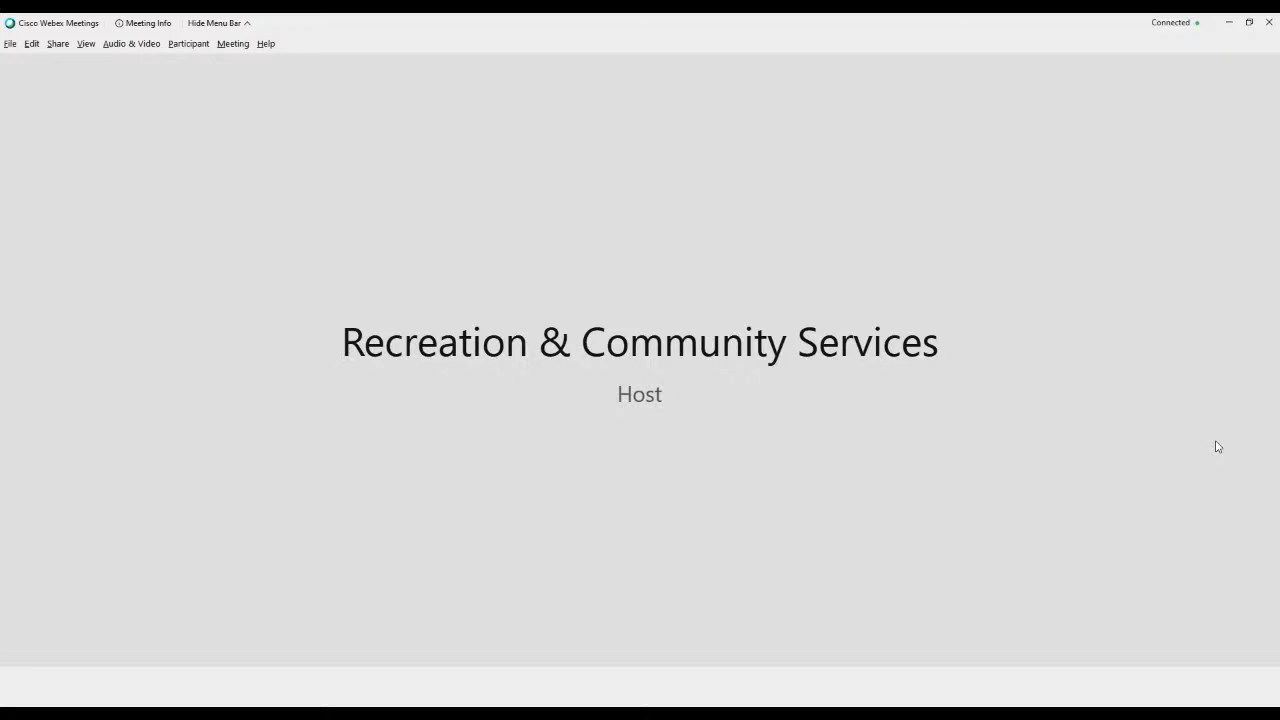 Cisco Webex Meetings Meeting Info Hide Menu Bar Connected
File Edit Share View Audio & Video Participant Meeting Help
Recreation & Community Services
Host